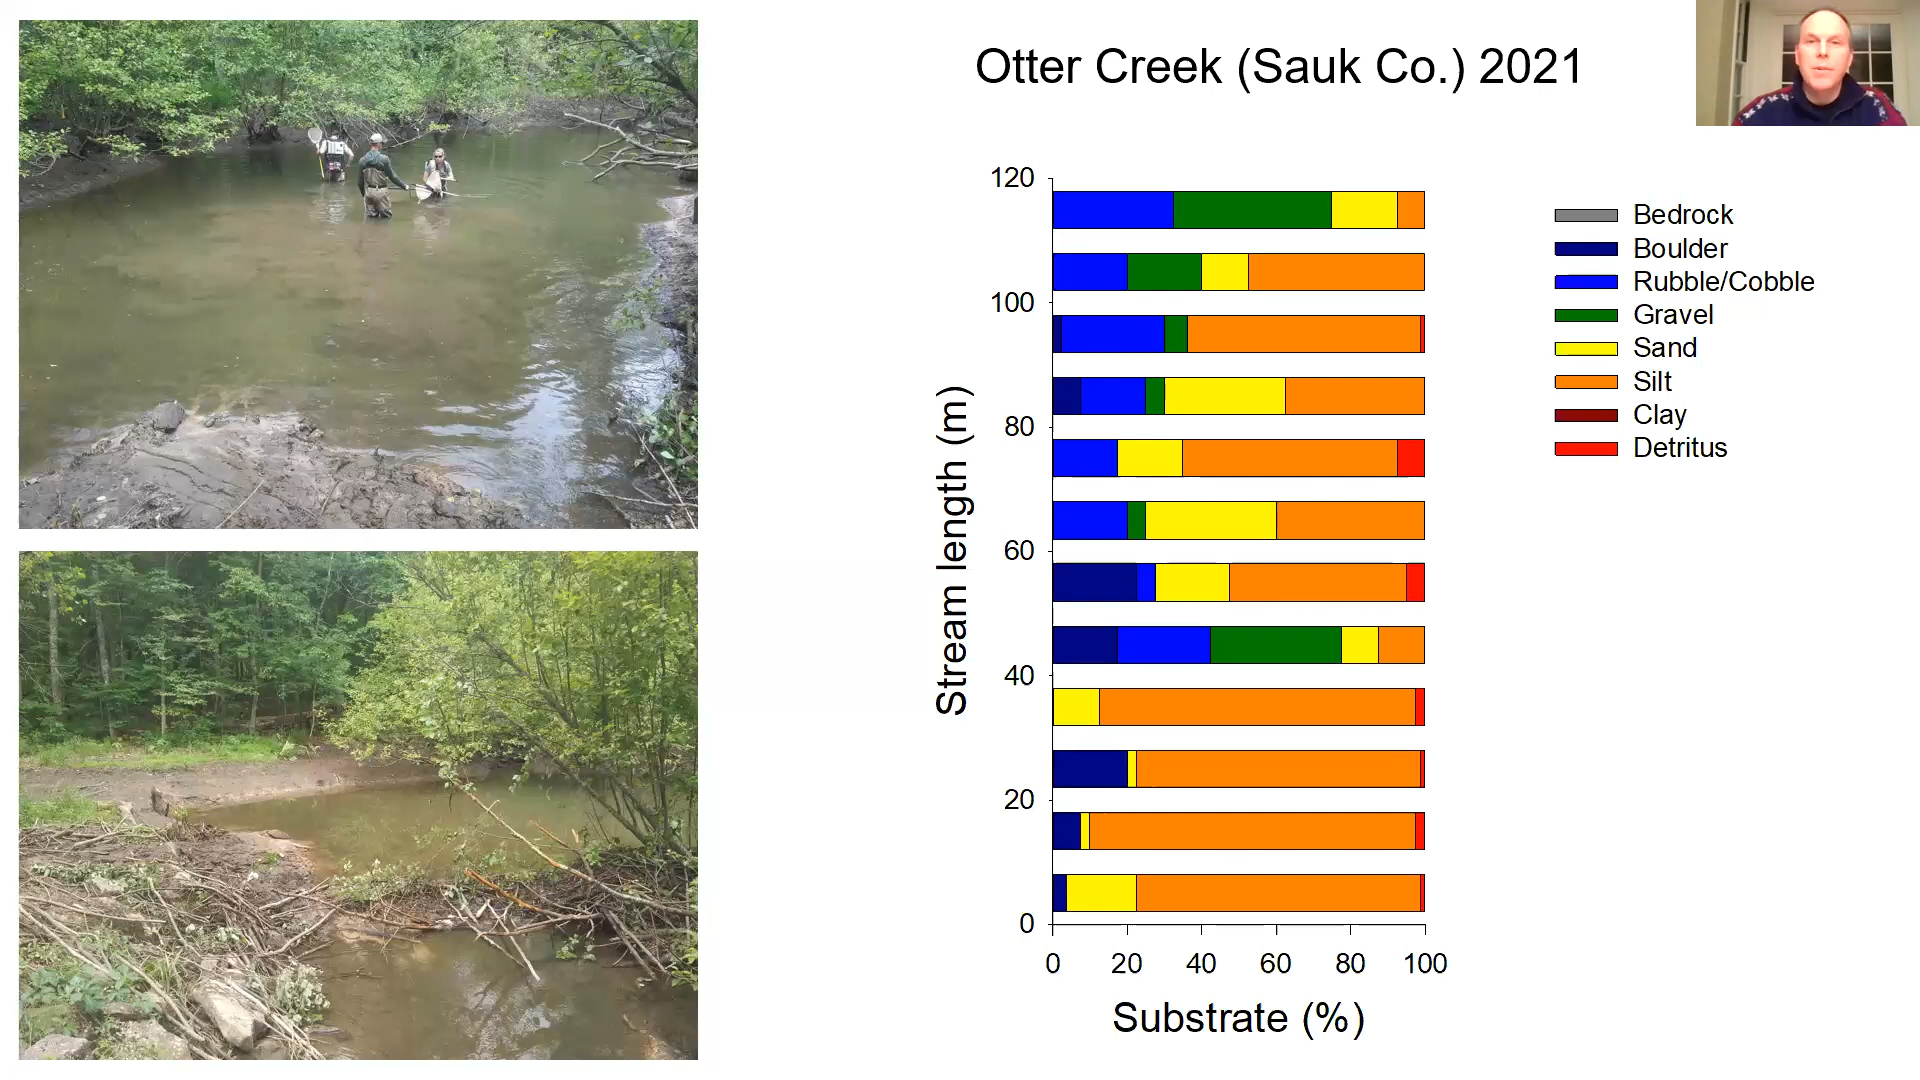 Otter Creek (Sauk Co.) 2021
Stream length (m)
120
100
80
60
40
20
0
0 20 40 60 80 100
Substrate (%)
Bedrock
Boulder
Rubble/Cobble
Gravel
Sand
Silt
Clay
Detritus